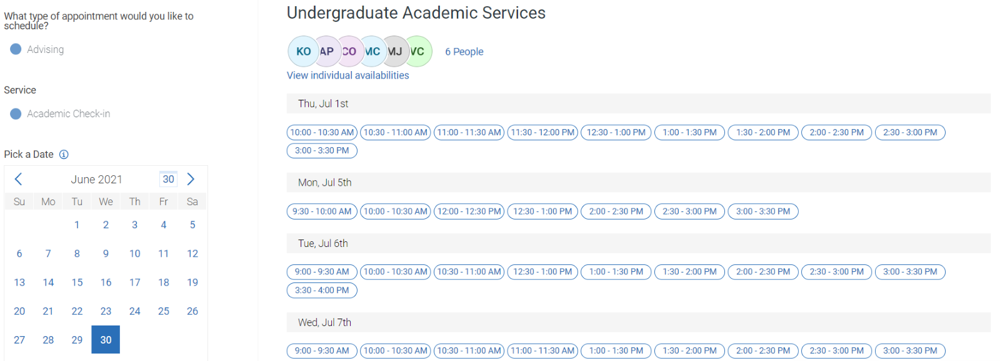 What type of appointment would you like to
schedule?
Advising
Service
Academic Check-in
Pick a Date
June 2021 30
Su Mo Tu We Th Fr Sa
1 2 3 4 5
6 7 8 9 10 11 12
13 14 15 16 17 18 19
20 21 22 23 24 25 26
27 28 29 30
Undergraduate Academic Services
KO AP CO MC MJ VC 6 People
View individual availabilities
Thu, Jul 1st
10:00 - 10:30 AM 10:30 - 11:00 AM 11:00 - 11:30 AM 11:30 - 12:00 PM 12:30 - 1:00 PM 1:00 - 1:30 PM 1:30 - 2:00 PM 2:00 - 2:30 PM 2:30 - 3:00 PM
3:00 - 3:30 PM
Mon, Jul 5th
9:30 - 10:00 AM 10:00 - 10:30 AM 12:00 - 12:30 PM 12:30 - 1:00 PM 2:00 - 2:30 PM 2:30 - 3:00 PM 3:00 - 3:30 PM
Tue, Jul 6th
9:00 - 9:30 AM 10:00 - 10:30 AM 10:30 - 11:00 AM 12:30 - 1:00 PM 1:00 - 1:30 PM 1:30 - 2:00 PM 2:00 - 2:30 PM 2:30 - 3:00 PM 3:00 - 3:30 PM
3:30 - 4:00 PM
Wed, Jul 7th
9:00 - 9:30 AM 10:00 - 10:30 AM 10:30 - 11:00 AM 11:00 - 11:30 AM 1:00 - 1:30 PM 1:30 - 2:00 PM 2:00 - 2:30 PM 2:30 - 3:00 PM 3:00 - 3:30 PM